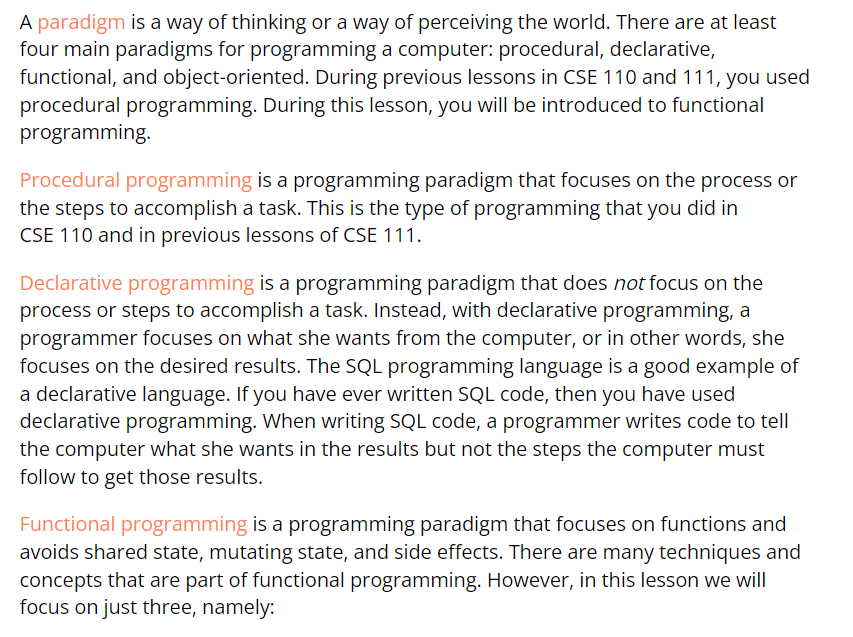 A paradigm is a way of thinking or a way of perceiving the world. There are at least
four main paradigms for programming a computer: procedural, declarative,
functional, and object-oriented. During previous lessons in CSE 110 and 111, you used
procedural programming. During this lesson, you will be introduced to functional
programming.
Procedural programming is a programming paradigm that focuses on the process or
the steps to accomplish a task. This is the type of programming that you did in
CSE 110 and in previous lessons of CSE 111.
Declarative programming is a programming paradigm that does not focus on the
process or steps to accomplish a task. Instead, with declarative programming, a
programmer focuses on what she wants from the computer, or in other words, she
focuses on the desired results. The SQL programming language is a good example of
a declarative language. If you have ever written SQL code, then you have used
declarative programming. When writing SQL code, a programmer writes code to tell
the computer what she wants in the results but not the steps the computer must
follow to get those results.
Functional programming is a programming paradigm that focuses on functions and
avoids shared state, mutating state, and side effects. There are many techniques and
concepts that are part of functional programming. However, in this lesson we will
focus on just three, namely: